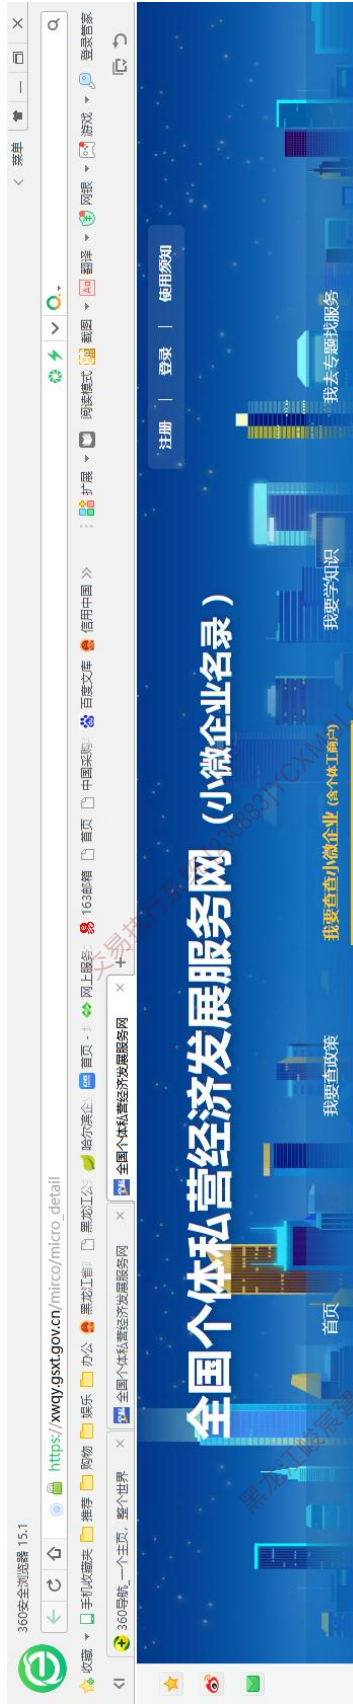 360安全浏览器 15.1
菜单
https://xwqy.gsxt.gov.cn/mirco/micro_detail
收藏 手机收藏夹 推荐 购物 娱乐 办公 黑龙江省 黑龙江公 哈尔滨企 首页 - 网上服务 163邮箱 首页 中国采购 百度文库 信用中国 >> 扩展 阅读模式 截图 翻译 网银 游戏 登录管家
360导航_一个主页，整个世界 全国个体私营经济发展服务网 全国个体私营经济发展服务网
注册 | 登录 | 使用须知
全国个体私营经济发展服务网（小微企业名录）
首页 我要查政策 我要查小微企业（含个体工商户） 我要学知识 我去专题找服务